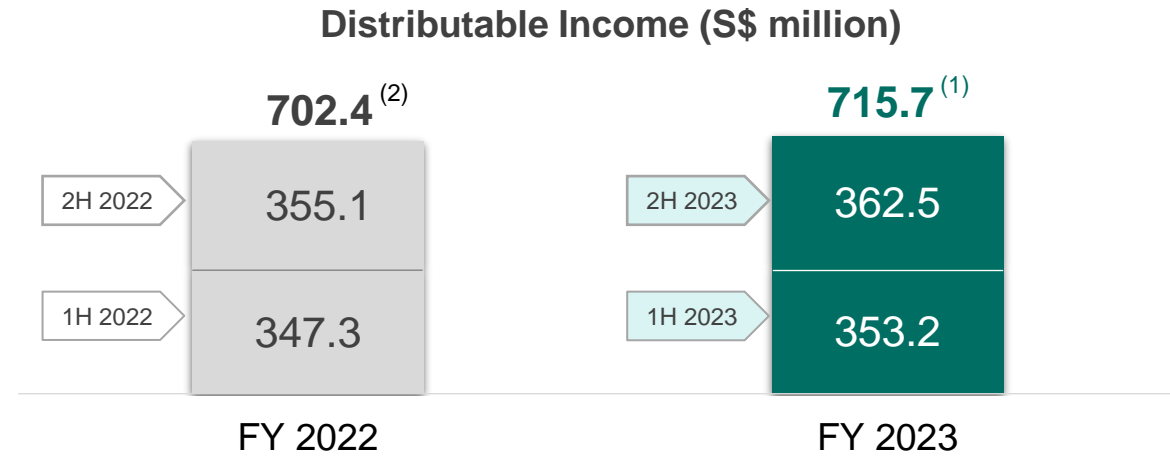 Distributable Income (S$ million)
702.4 (2)
715.7 (1)
2H 2022
355.1
2H 2023
362.5
1H 2022
347.3
1H 2023
353.2
FY 2022
FY 2023